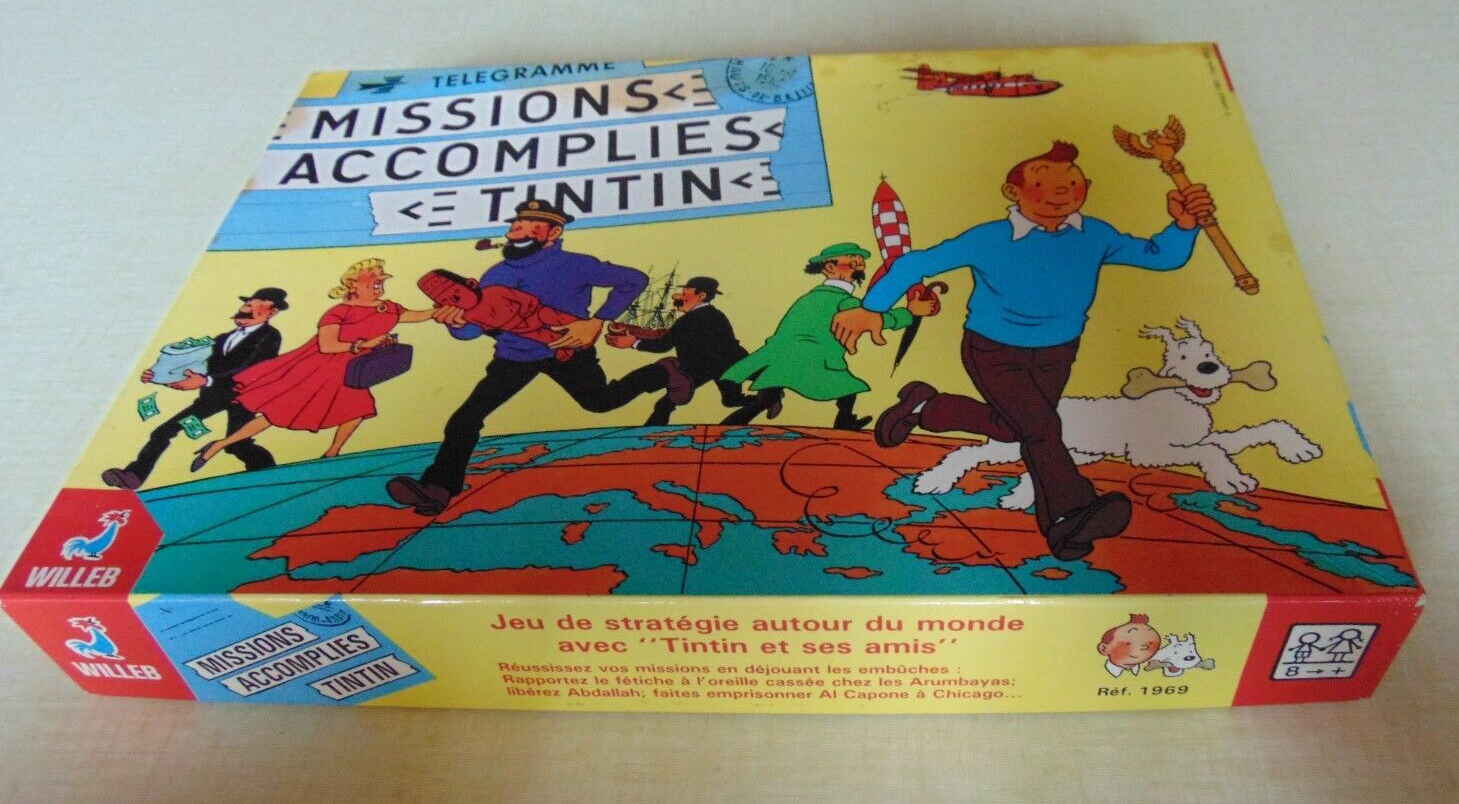 TELEGRAMME
MISSIONS<
ACCOMPLIES<
< TINTIN<
WILLEB
WILLEB
MISSIONS
ACCOMPLIES
TINTIN
Jeu de stratégie autour du monde
avec "Tintin et ses amis"
Réussissez vos missions en déjouant les embûches :
Rapportez le fétiche à l'oreille cassée chez les Arumbayas;
libérez Abdallah; faites emprisonner Al Capone à Chicago...
Réf. 1969
8 → +